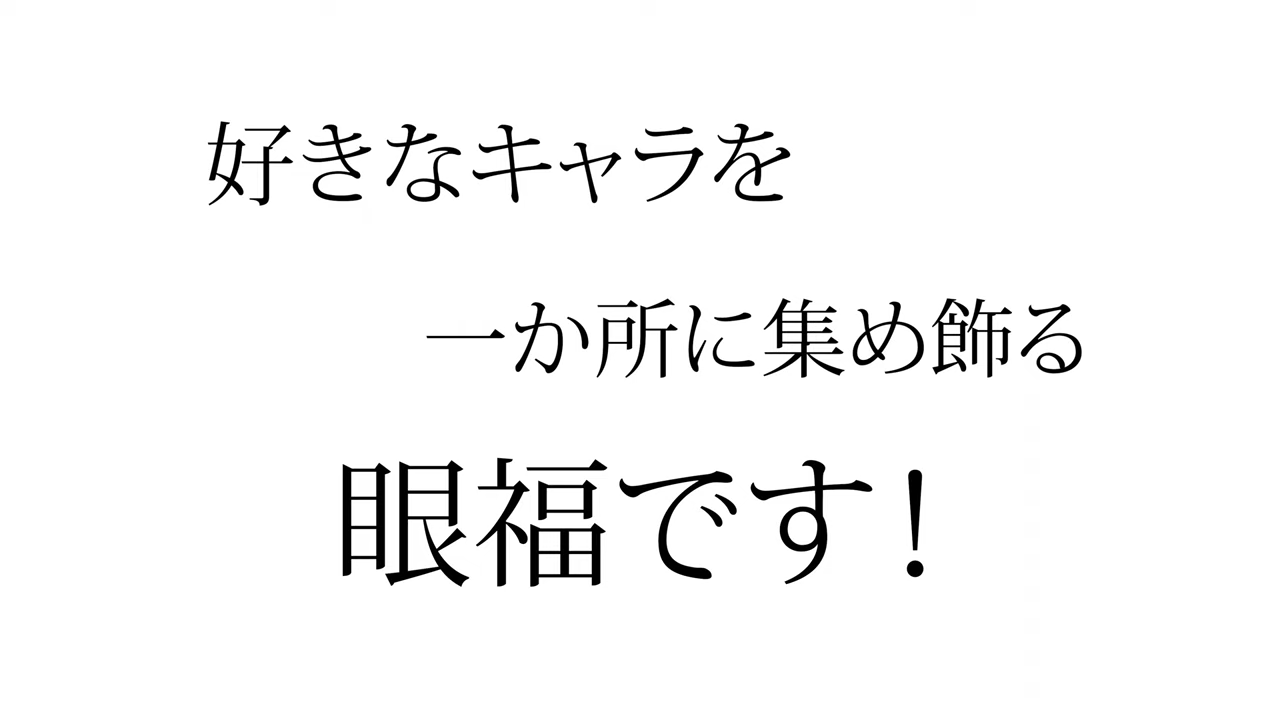 好きなキャラを
一か所に集め飾る
眼福です！